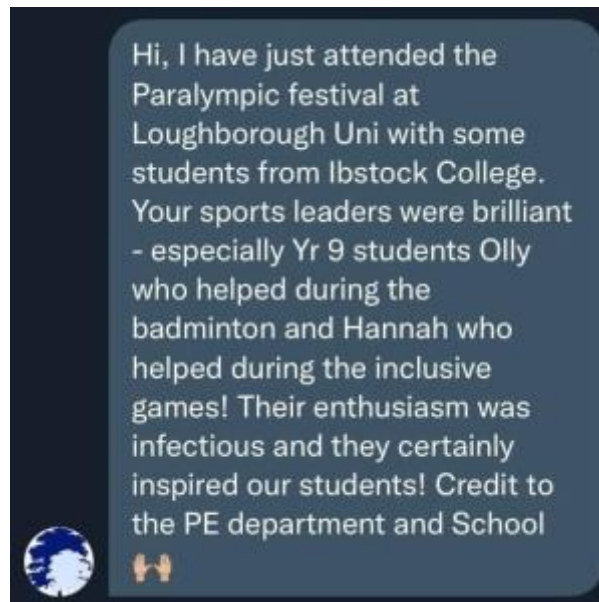 Hi, I have just attended the
Paralympic festival at
Loughborough Uni with some
students from Ibstock College.
Your sports leaders were brilliant
- especially Yr 9 students Olly
who helped during the
badminton and Hannah who
helped during the inclusive
games! Their enthusiasm was
infectious and they certainly
inspired our students! Credit to
the PE department and School
🙌🏼